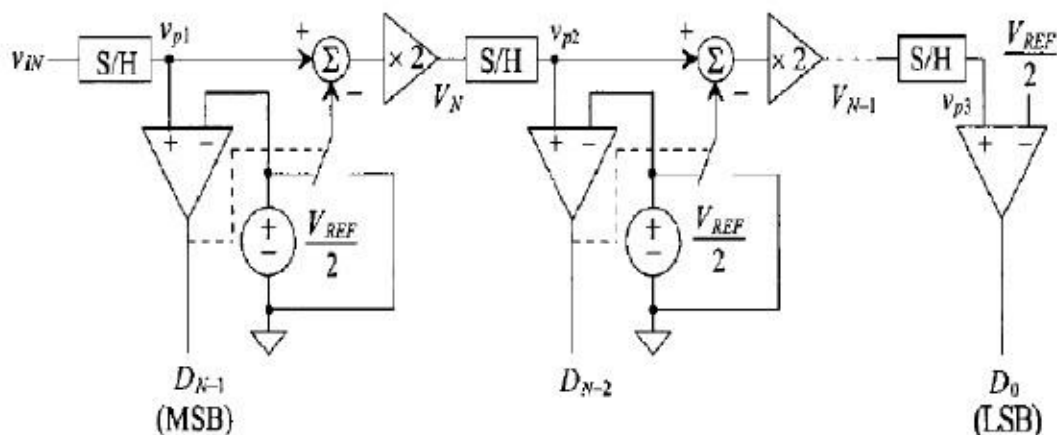 v_iN
S/H
v_p1
+
Σ
−
× 2
V_N
S/H
v_p2
+
Σ
−
× 2
V_N−1
S/H
v_p3
V_REF
2
+ −
+
−
V_REF
2
+ −
+
−
V_REF
2
+ −
D_N−1
(MSB)
D_N−2
D_0
(LSB)